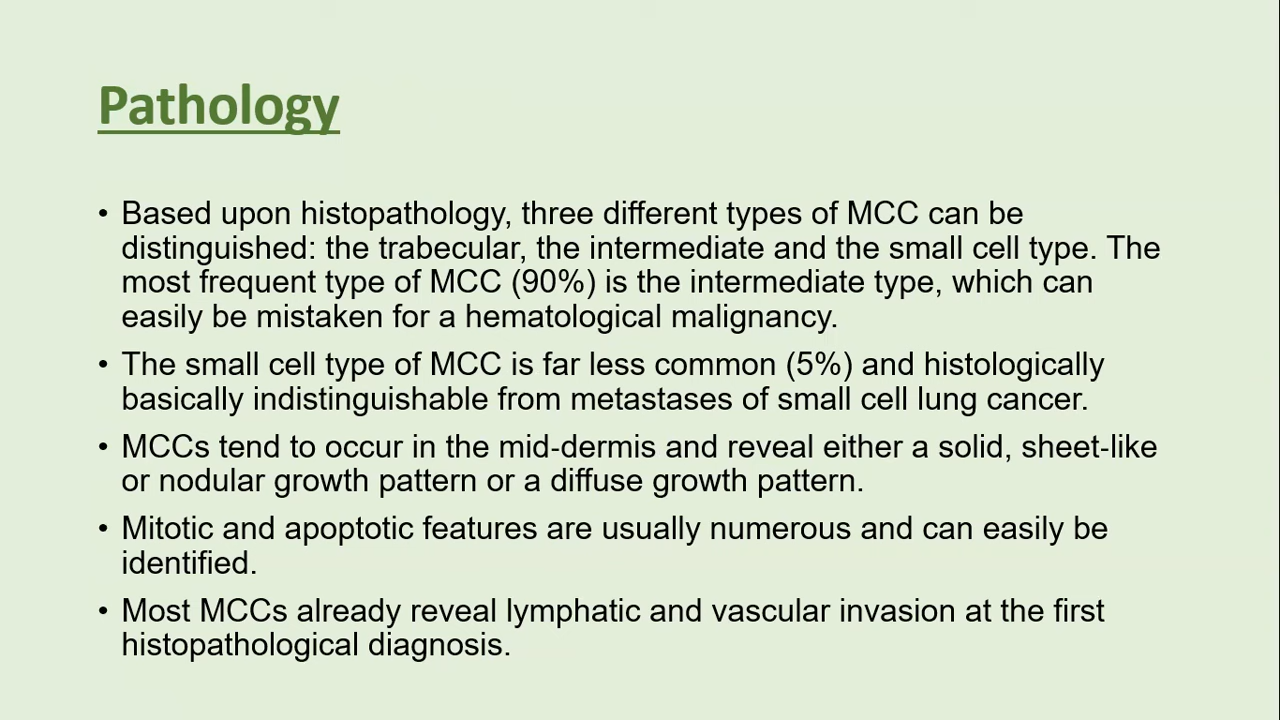 Pathology
• Based upon histopathology, three different types of MCC can be
distinguished: the trabecular, the intermediate and the small cell type. The
most frequent type of MCC (90%) is the intermediate type, which can
easily be mistaken for a hematological malignancy.
• The small cell type of MCC is far less common (5%) and histologically
basically indistinguishable from metastases of small cell lung cancer.
• MCCs tend to occur in the mid-dermis and reveal either a solid, sheet-like
or nodular growth pattern or a diffuse growth pattern.
• Mitotic and apoptotic features are usually numerous and can easily be
identified.
• Most MCCs already reveal lymphatic and vascular invasion at the first
histopathological diagnosis.